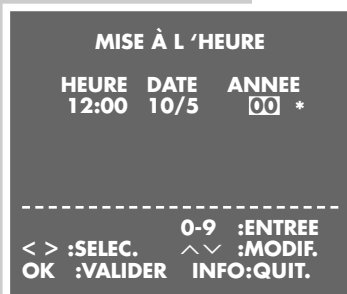 MISE À L ‘HEURE
HEURE DATE ANNEE
12:00 10/5 00 *
0-9 :ENTREE
< > :SELEC. ∧∨ :MODIF.
OK :VALIDER INFO:QUIT.